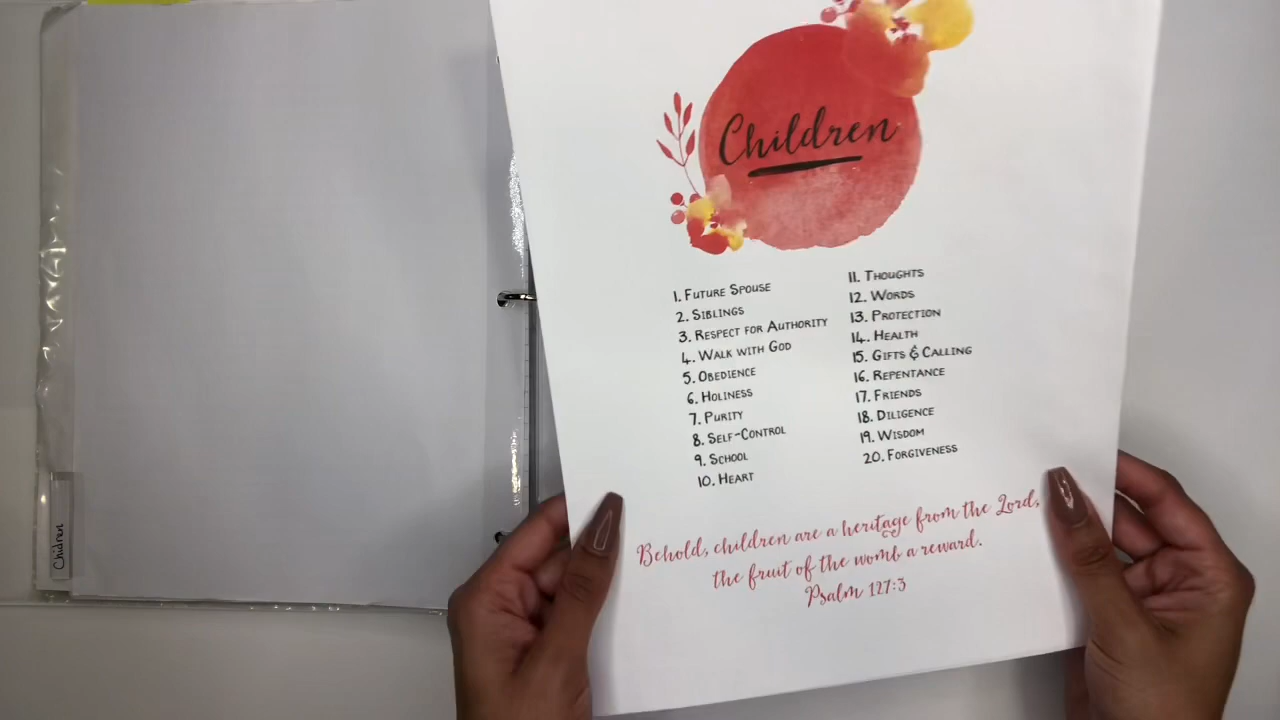 Children
1. Future Spouse
2. Siblings
3. Respect for Authority
4. Walk with God
5. Obedience
6. Holiness
7. Purity
8. Self-Control
9. School
10. Heart
11. Thoughts
12. Words
13. Protection
14. Health
15. Gifts & Calling
16. Repentance
17. Friends
18. Diligence
19. Wisdom
20. Forgiveness
Behold, children are a heritage from the Lord,
the fruit of the womb a reward.
Psalm 127:3
Children